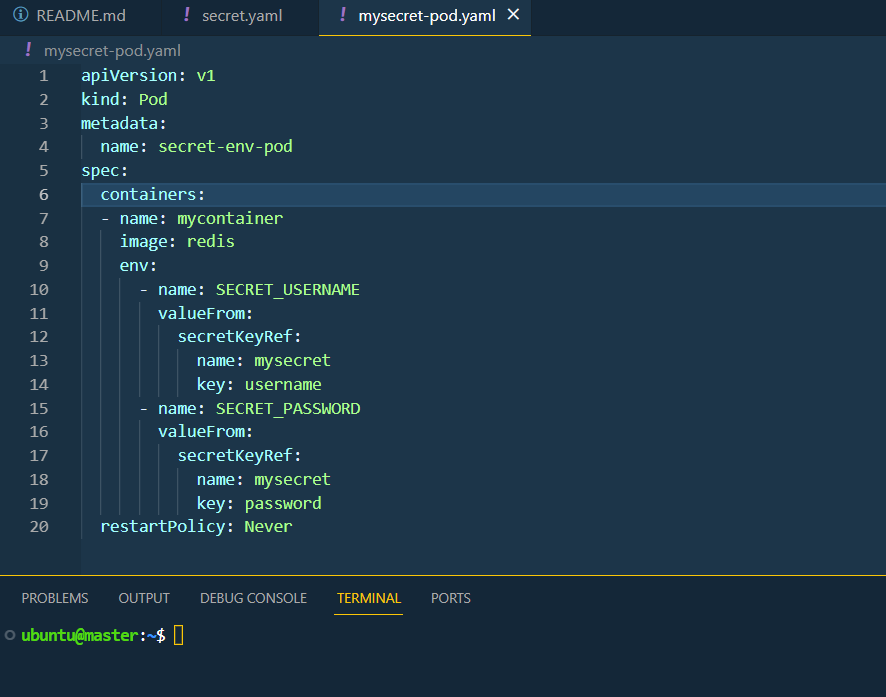 README.md ! secret.yaml ! mysecret-pod.yaml ×
! mysecret-pod.yaml
1 apiVersion: v1
2 kind: Pod
3 metadata:
4   name: secret-env-pod
5 spec:
6   containers:
7   - name: mycontainer
8     image: redis
9     env:
10       - name: SECRET_USERNAME
11         valueFrom:
12           secretKeyRef:
13             name: mysecret
14             key: username
15       - name: SECRET_PASSWORD
16         valueFrom:
17           secretKeyRef:
18             name: mysecret
19             key: password
20   restartPolicy: Never
PROBLEMS OUTPUT DEBUG CONSOLE TERMINAL PORTS
ubuntu@master:~$